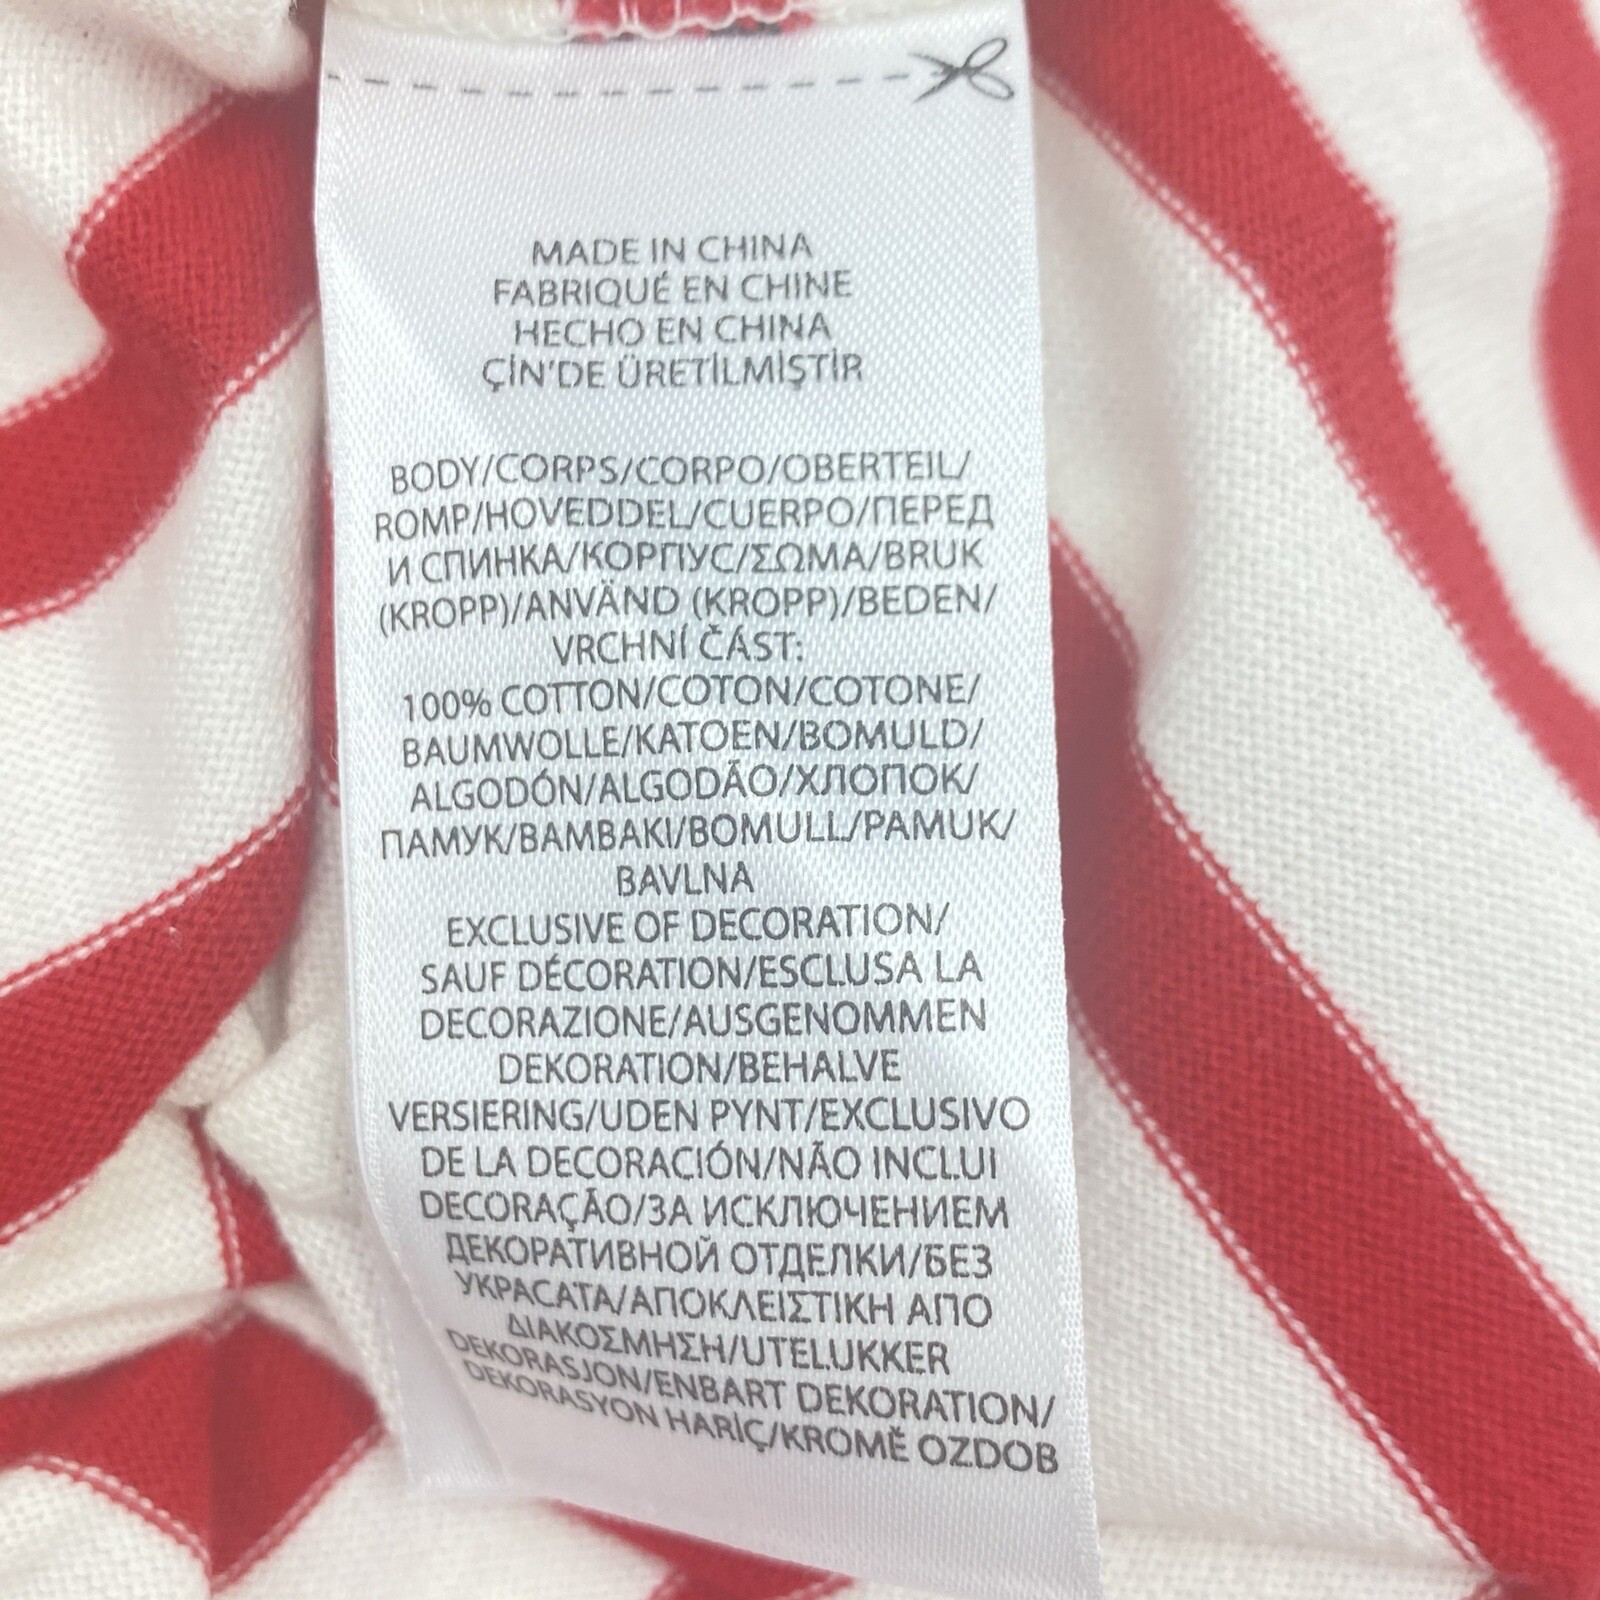 MADE IN CHINA
FABRIQUÉ EN CHINE
HECHO EN CHINA
ÇİN'DE ÜRETİLMİŞTİR
BODY/CORPS/CORPO/OBERTEIL/
ROMP/HOVEDDEL/CUERPO/ПЕРЕД
И СПИНКА/КОРПУС/ΣΩΜΑ/BRUK
(KROPP)/ANVÄND (KROPP)/BEDEN/
VRCHNÍ ČÁST:
100% COTTON/COTON/COTONE/
BAUMWOLLE/KATOEN/BOMULD/
ALGODÓN/ALGODÃO/ХЛОПОК/
ПАМУК/BAMBAKI/BOMULL/PAMUK/
BAVLNA
EXCLUSIVE OF DECORATION/
SAUF DÉCORATION/ESCLUSA LA
DECORAZIONE/AUSGENOMMEN
DEKORATION/BEHALVE
VERSIERING/UDEN PYNT/EXCLUSIVO
DE LA DECORACIÓN/NÃO INCLUI
DECORAÇÃO/ЗА ИСКЛЮЧЕНИЕМ
ДЕКОРАТИВНОЙ ОТДЕЛКИ/БЕЗ
УКРАСАТА/ΑΠΟΚΛΕΙΣΤΙΚΗ ΑΠΟ
ΔΙΑΚΟΣΜΗΣΗ/UTELUKKER
DEKORASJON/ENBART DEKORATION/
DEKORASYON HARİÇ/KROMĚ OZDOB